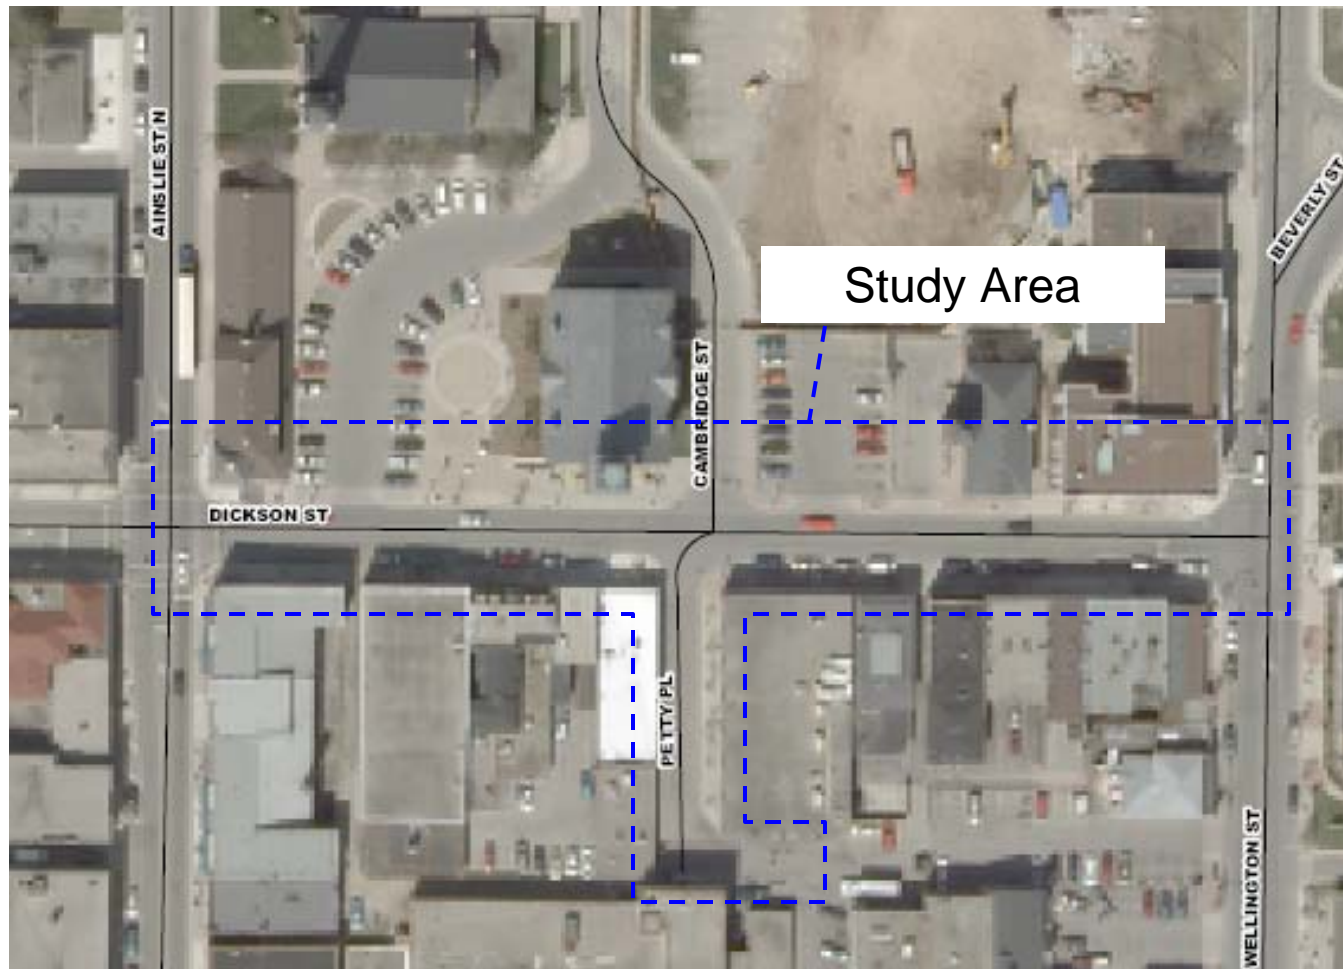 AINSLIE ST N
BEVERLY ST
Study Area
CAMBRIDGE ST
DICKSON ST
PETTY PL
WELLINGTON ST